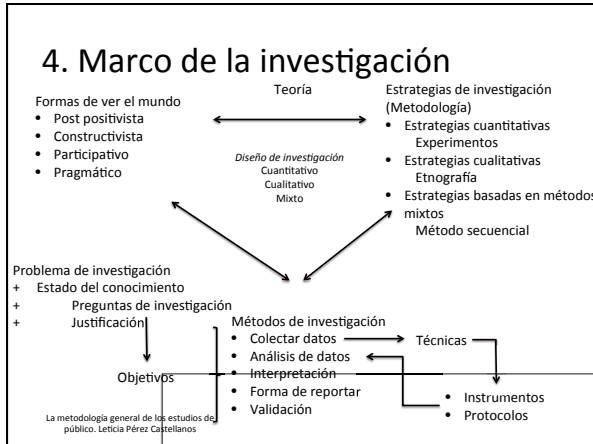 4. Marco de la investigación
Formas de ver el mundo
• Post positivista
• Constructivista
• Participativo
• Pragmático
Teoría
Estrategias de investigación
(Metodología)
• Estrategias cuantitativas
Experimentos
• Estrategias cualitativas
Etnografía
• Estrategias basadas en métodos
mixtos
Método secuencial
Diseño de investigación
Cuantitativo
Cualitativo
Mixto
Problema de investigación
+ Estado del conocimiento
+ Preguntas de investigación
+ Justificación
Objetivos
Métodos de investigación
• Colectar datos
• Análisis de datos
• Interpretación
• Forma de reportar
• Validación
Técnicas
• Instrumentos
• Protocolos
La metodología general de los estudios de
público. Leticia Pérez Castellanos